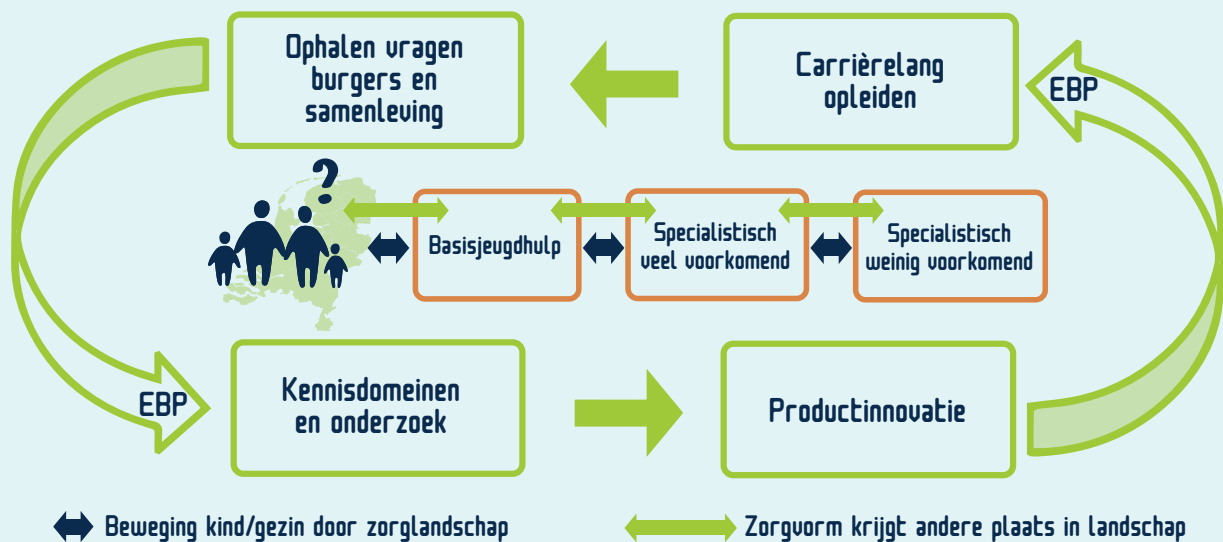 Ophalen vragen
burgers en
samenleving
Carrièrelang
opleiden
EBP
?
Basisjeugdhulp
Specialistisch
veel voorkomend
Specialistisch
weinig voorkomend
EBP
Kennisdomeinen
en onderzoek
Productinnovatie
Beweging kind/gezin door zorglandschap
Zorgvorm krijgt andere plaats in landschap